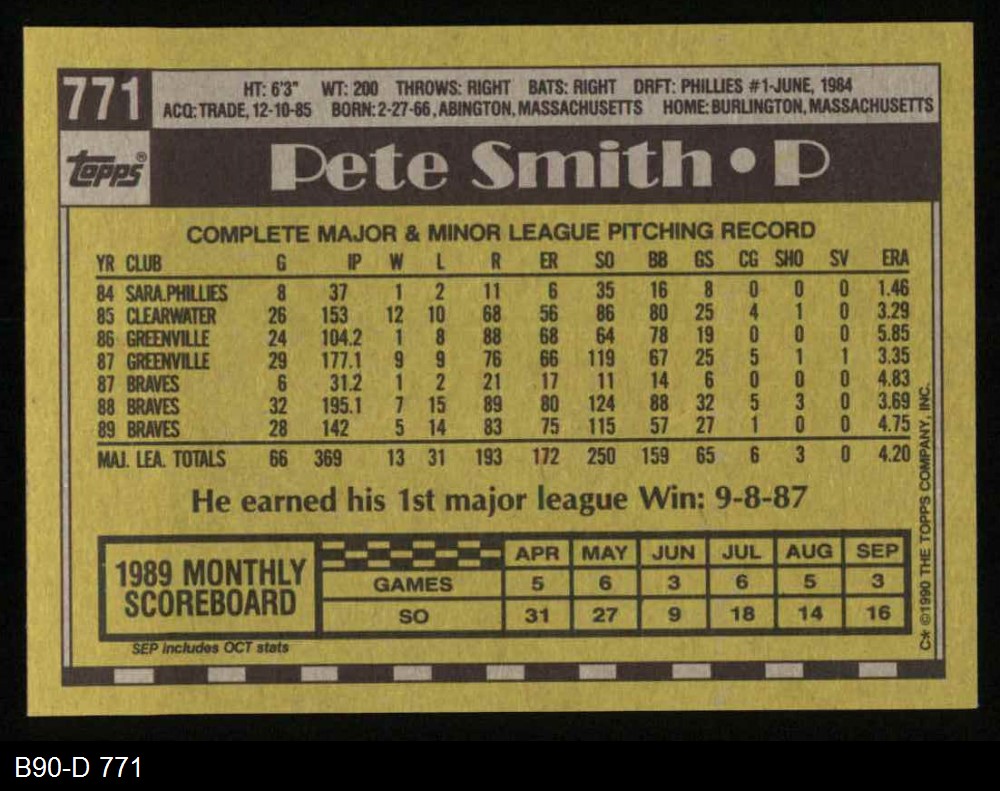 771
HT: 6'3" WT: 200 THROWS: RIGHT BATS: RIGHT DRFT: PHILLIES #1-JUNE, 1984
ACQ: TRADE, 12-10-85 BORN: 2-27-66, ABINGTON, MASSACHUSETTS HOME: BURLINGTON, MASSACHUSETTS
topps®
Pete Smith • P
COMPLETE MAJOR & MINOR LEAGUE PITCHING RECORD
YR CLUB G IP W L R ER SO BB GS CG SHO SV ERA
84 SARA.PHILLIES 8 37 1 2 11 6 35 16 8 0 0 0 1.46
85 CLEARWATER 26 153 12 10 68 56 86 80 25 4 1 0 3.29
86 GREENVILLE 24 104.2 1 8 88 68 64 78 19 0 0 0 5.85
87 GREENVILLE 29 177.1 9 9 76 66 119 67 25 5 1 1 3.35
87 BRAVES 6 31.2 1 2 21 17 11 14 6 0 0 0 4.83
88 BRAVES 32 195.1 7 15 89 80 124 88 32 5 3 0 3.69
89 BRAVES 28 142 5 14 83 75 115 57 27 1 0 0 4.75
MAJ. LEA. TOTALS 66 369 13 31 193 172 250 159 65 6 3 0 4.20
He earned his 1st major league Win: 9-8-87
1989 MONTHLY SCOREBOARD
APR MAY JUN JUL AUG SEP
GAMES 5 6 3 6 5 3
SO 31 27 9 18 14 16
SEP includes OCT stats
C* ©1990 THE TOPPS COMPANY, INC.
B90-D 771